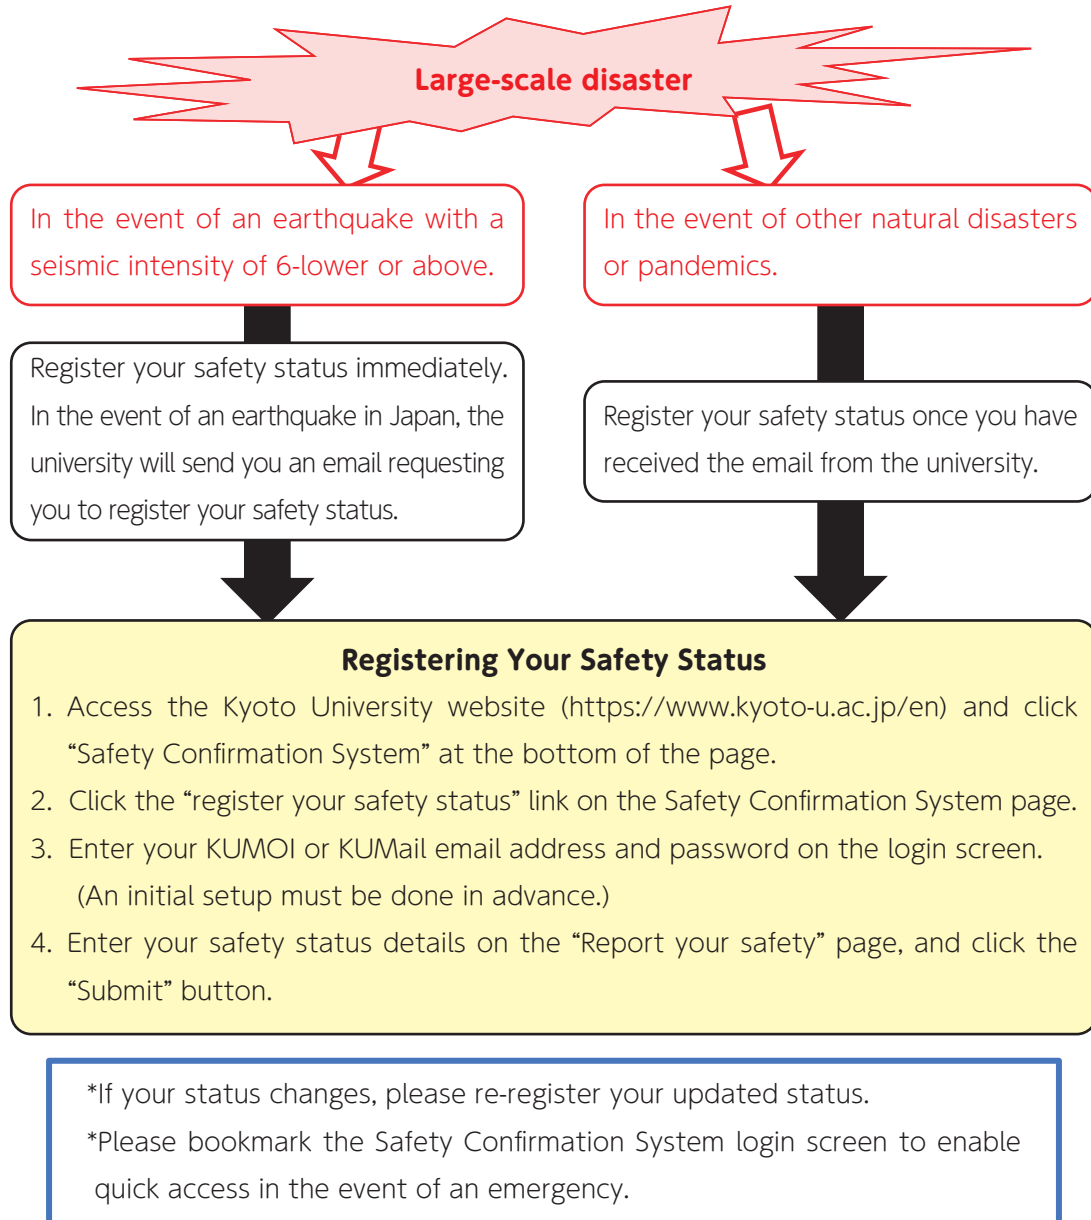 Large-scale disaster
In the event of an earthquake with a
seismic intensity of 6-lower or above.
In the event of other natural disasters
or pandemics.
Register your safety status immediately.
In the event of an earthquake in Japan, the
university will send you an email requesting
you to register your safety status.
Register your safety status once you have
received the email from the university.
Registering Your Safety Status
1. Access the Kyoto University website (https://www.kyoto-u.ac.jp/en) and click
“Safety Confirmation System” at the bottom of the page.
2. Click the “register your safety status” link on the Safety Confirmation System page.
3. Enter your KUMOI or KUMail email address and password on the login screen.
(An initial setup must be done in advance.)
4. Enter your safety status details on the “Report your safety” page, and click the
“Submit” button.
*If your status changes, please re-register your updated status.
*Please bookmark the Safety Confirmation System login screen to enable
quick access in the event of an emergency.